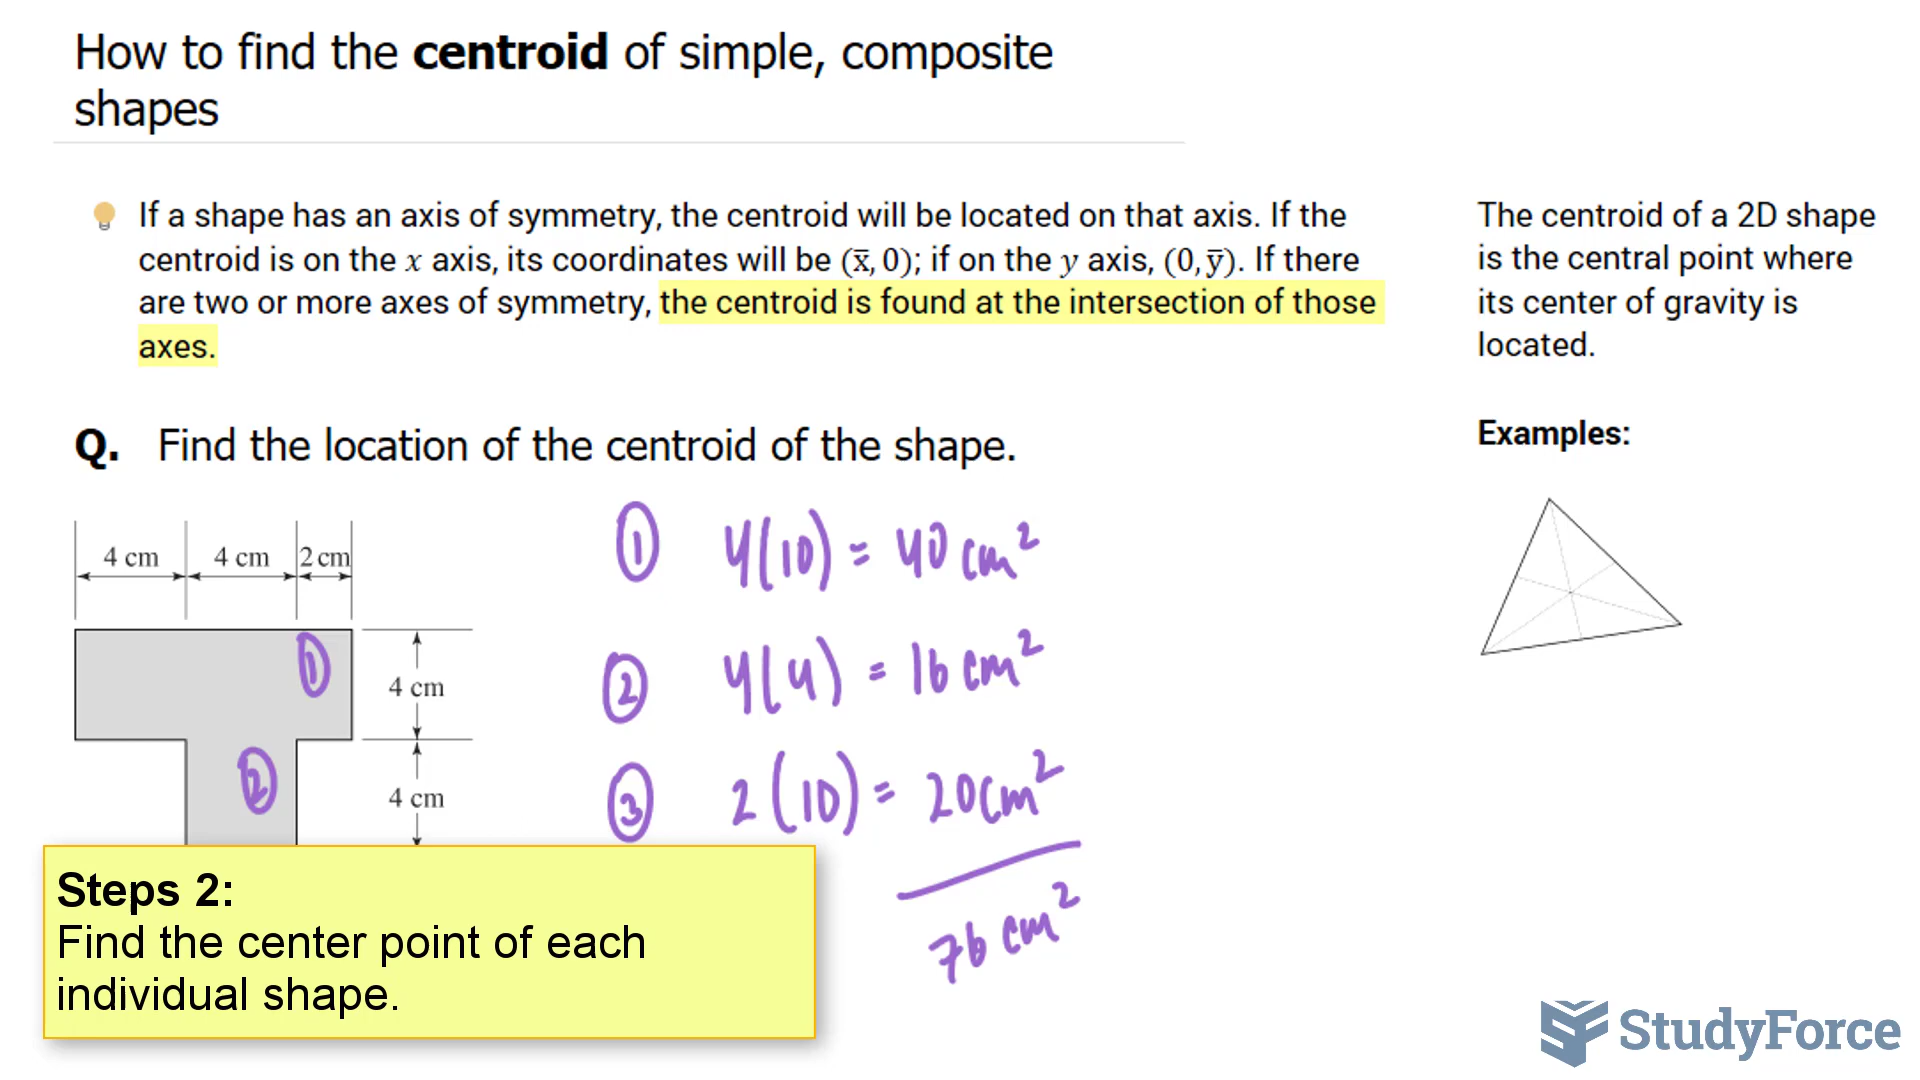 How to find the centroid of simple, composite
shapes
If a shape has an axis of symmetry, the centroid will be located on that axis. If the
centroid is on the x axis, its coordinates will be (x̅, 0); if on the y axis, (0, y̅). If there
are two or more axes of symmetry, the centroid is found at the intersection of those
axes.
The centroid of a 2D shape
is the central point where
its center of gravity is
located.
Examples:
Q. Find the location of the centroid of the shape.
4 cm 4 cm 2 cm
①
4 cm
②
4 cm
① 4(10) = 40 cm²
② 4(4) = 16 cm²
③ 2(10) = 20cm²
76 cm²
Steps 2:
Find the center point of each
individual shape.
StudyForce